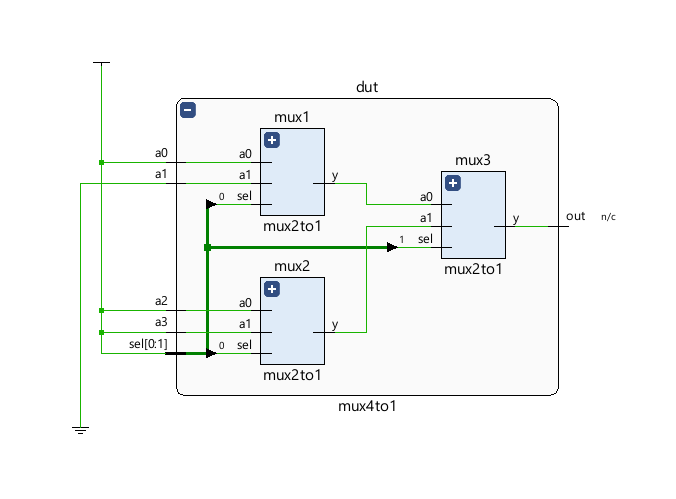 dut
mux1
a0
a0
a1
a1
y
0
sel
mux2to1
mux3
a0
a1
y
out
n/c
1
sel
mux2to1
mux2
a2
a0
a3
a1
y
sel[0:1]
0
sel
mux2to1
mux4to1